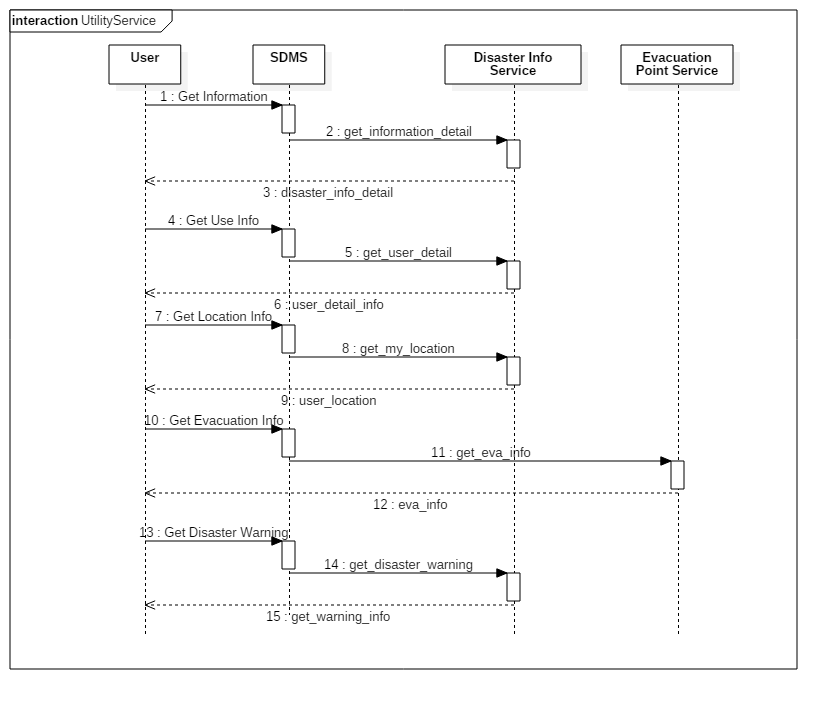 interaction UtilityService
User
SDMS
Disaster Info
Service
Evacuation
Point Service
1 : Get Information
2 : get_information_detail
3 : disaster_info_detail
4 : Get Use Info
5 : get_user_detail
6 : user_detail_info
7 : Get Location Info
8 : get_my_location
9 : user_location
10 : Get Evacuation Info
11 : get_eva_info
12 : eva_info
13 : Get Disaster Warning
14 : get_disaster_warning
15 : get_warning_info